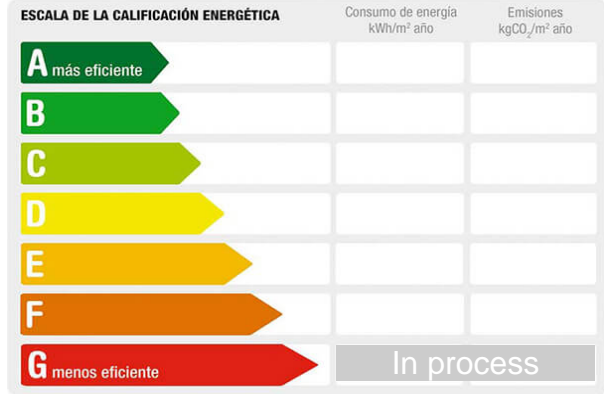 ESCALA DE LA CALIFICACIÓN ENERGÉTICA
Consumo de energía
kWh/m² año
Emisiones
kgCO₂/m² año
A más eficiente
B
C
D
E
F
G menos eficiente
In process